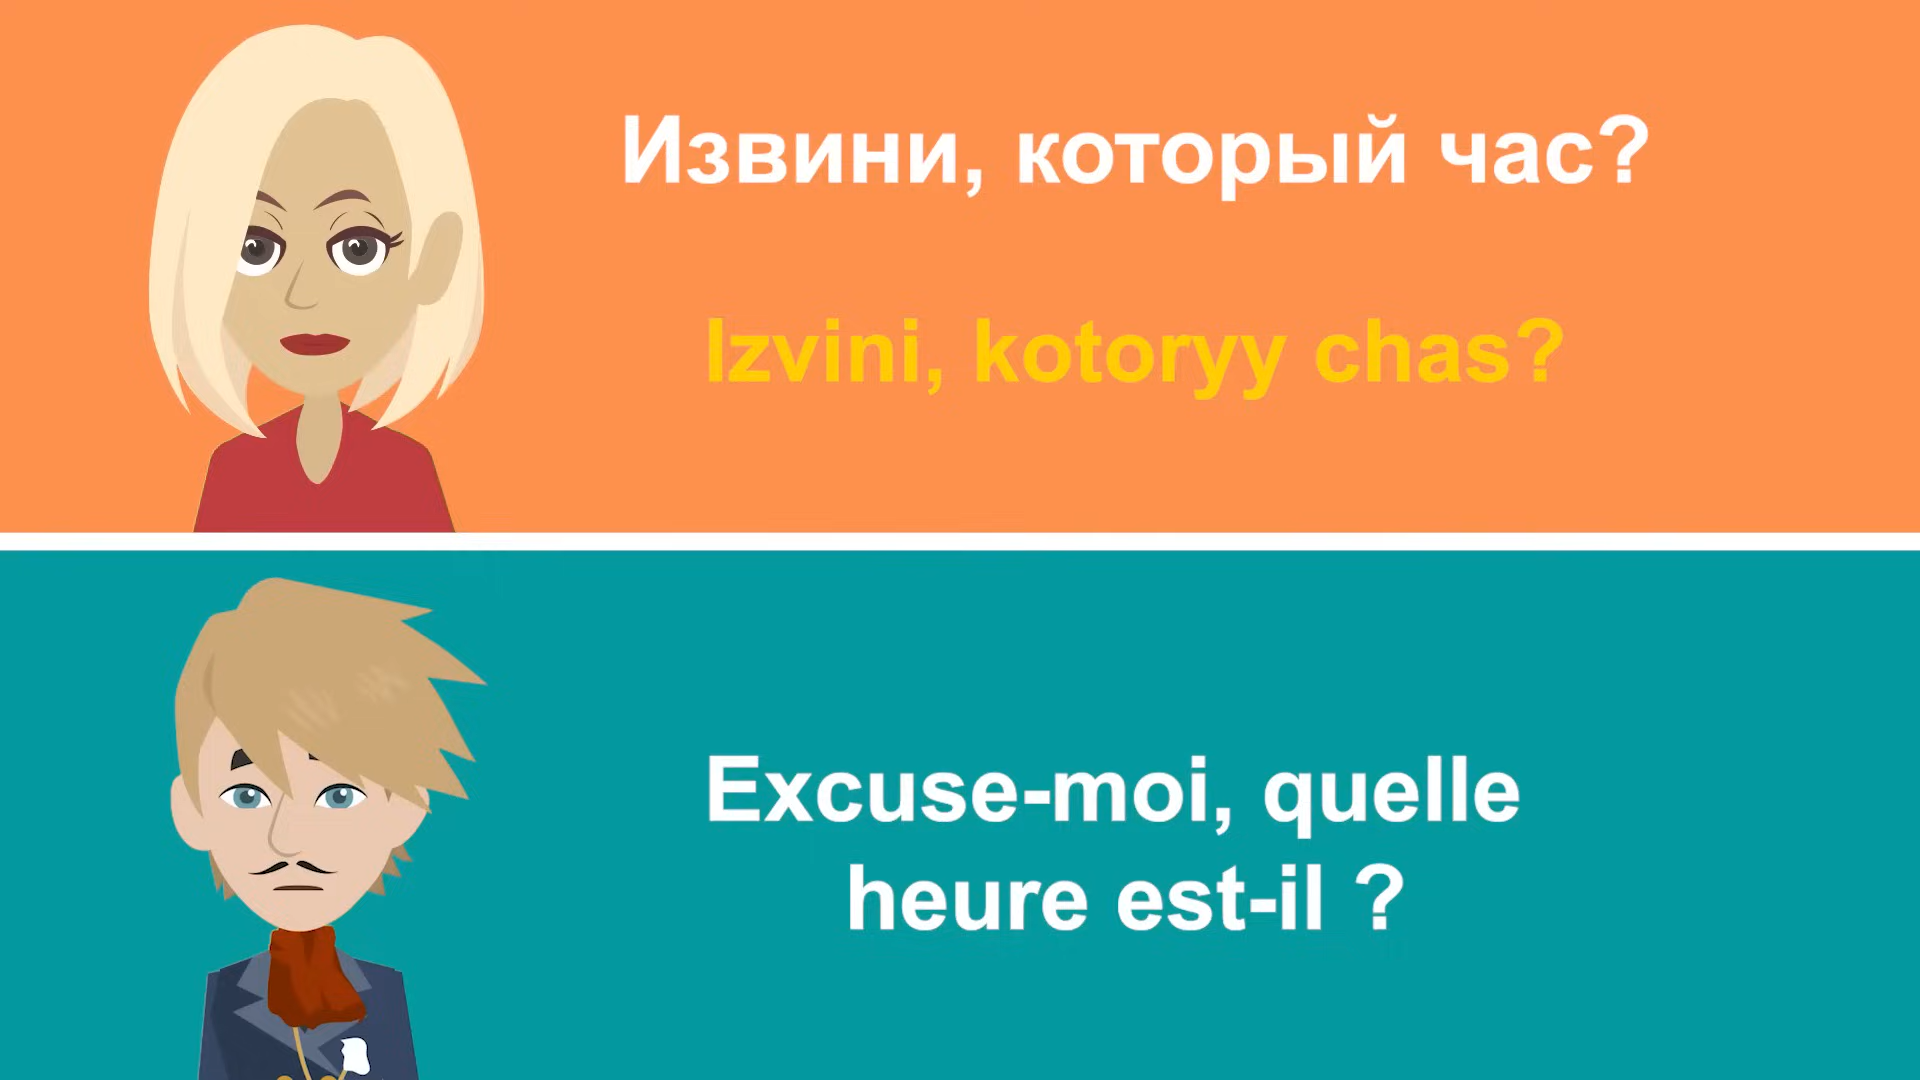 Извини, который час?
Izvini, kotoryy chas?
Excuse-moi, quelle
heure est-il ?